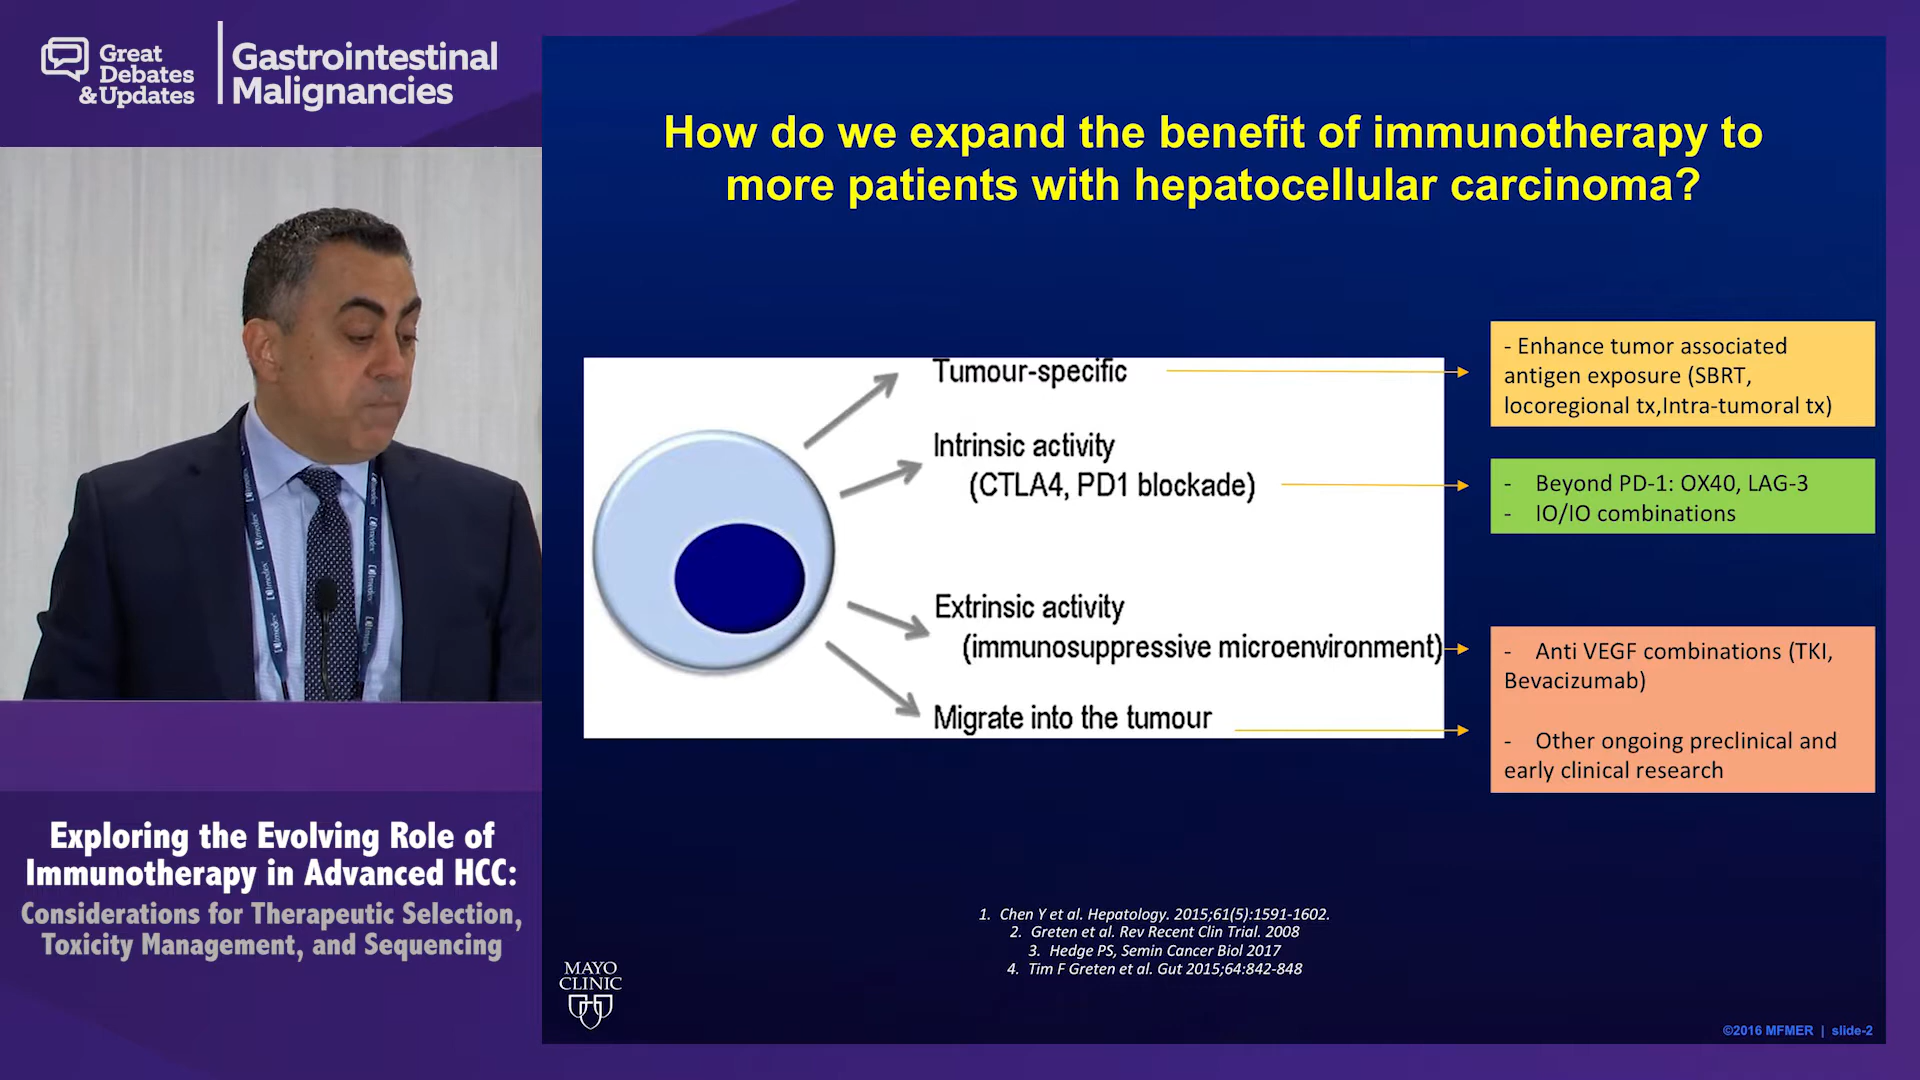 Great
Debates
&Updates
Gastrointestinal
Malignancies
How do we expand the benefit of immunotherapy to
more patients with hepatocellular carcinoma?
Tumour-specific
Intrinsic activity
(CTLA4, PD1 blockade)
Extrinsic activity
(immunosuppressive microenvironment)
Migrate into the tumour
- Enhance tumor associated
antigen exposure (SBRT,
locoregional tx,Intra-tumoral tx)
- Beyond PD-1: OX40, LAG-3
- IO/IO combinations
- Anti VEGF combinations (TKI,
Bevacizumab)
- Other ongoing preclinical and
early clinical research
1. Chen Y et al. Hepatology. 2015;61(5):1591-1602.
2. Greten et al. Rev Recent Clin Trial. 2008
3. Hedge PS, Semin Cancer Biol 2017
4. Tim F Greten et al. Gut 2015;64:842-848
MAYO
CLINIC
©2016 MFMER | slide-2
Exploring the Evolving Role of
Immunotherapy in Advanced HCC:
Considerations for Therapeutic Selection,
Toxicity Management, and Sequencing